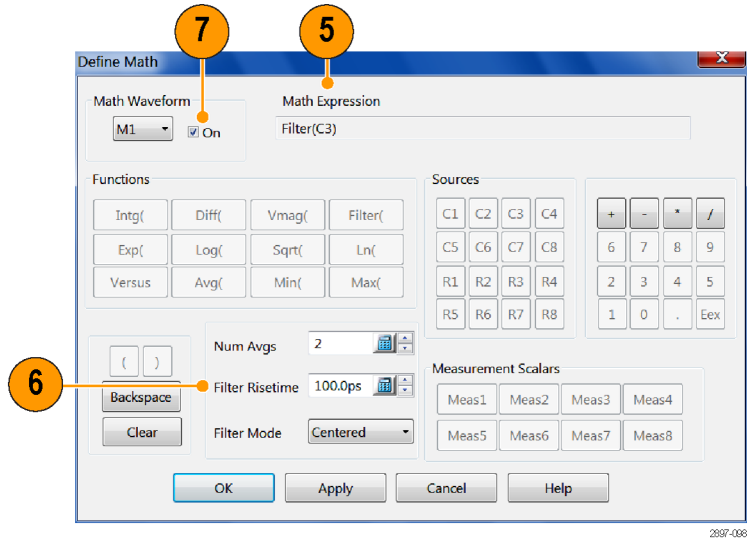 7
5
Define Math
X
Math Waveform
Math Expression
M1
On
Filter(C3)
Functions
Sources
Intg(
Diff(
Vmag(
Filter(
C1
C2
C3
C4
+
-
*
/
Exp(
Log(
Sqrt(
Ln(
C5
C6
C7
C8
6
7
8
9
Versus
Avg(
Min(
Max(
R1
R2
R3
R4
2
3
4
5
R5
R6
R7
R8
1
0
.
Eex
(
)
Num Avgs
2
Measurement Scalars
6
Backspace
Filter Risetime
100.0ps
Meas1
Meas2
Meas3
Meas4
Clear
Filter Mode
Centered
Meas5
Meas6
Meas7
Meas8
OK
Apply
Cancel
Help
2897-098